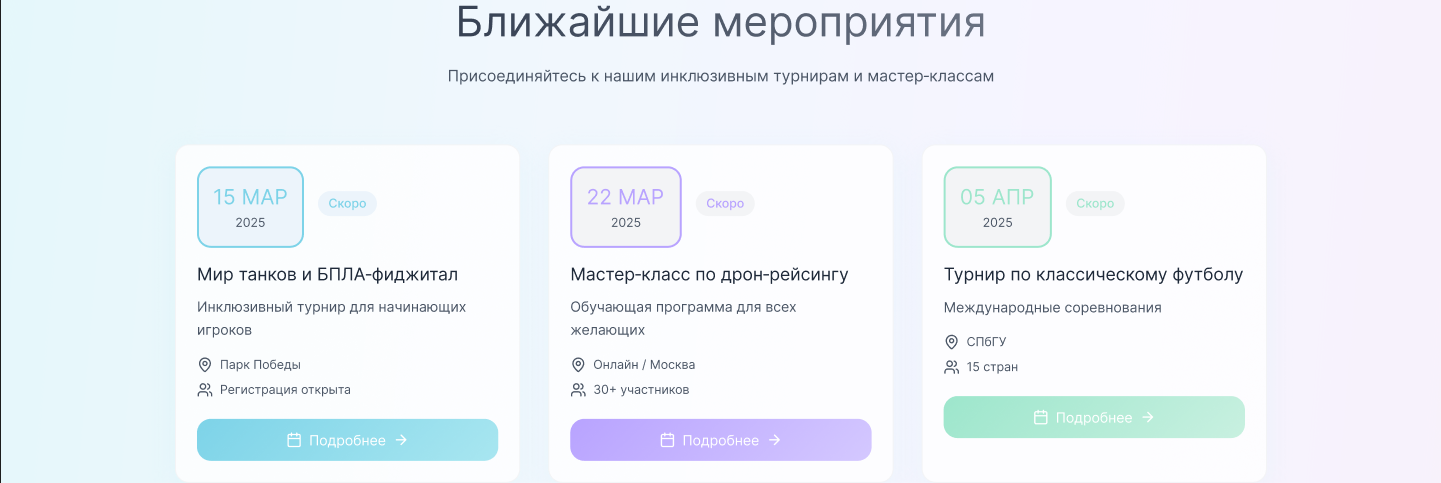 Ближайшие мероприятия
Присоединяйтесь к нашим инклюзивным турнирам и мастер-классам
15 МАР
2025
Скоро
Мир танков и БПЛА-фиджитал
Инклюзивный турнир для начинающих
игроков
Парк Победы
Регистрация открыта
Подробнее
22 МАР
2025
Скоро
Мастер-класс по дрон-рейсингу
Обучающая программа для всех
желающих
Онлайн / Москва
30+ участников
Подробнее
05 АПР
2025
Скоро
Турнир по классическому футболу
Международные соревнования
СПбГУ
15 стран
Подробнее